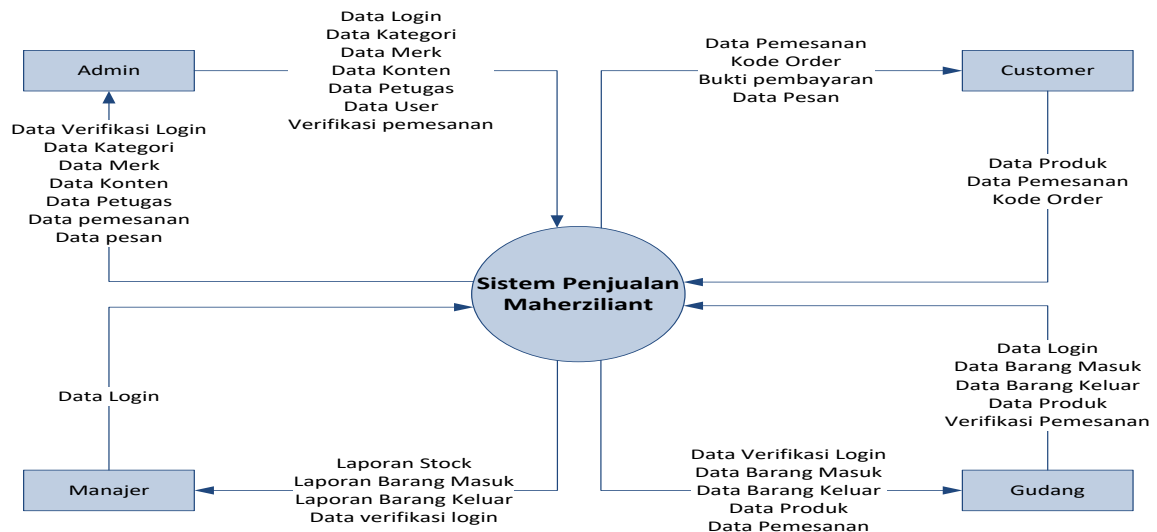 Admin
Data Login
Data Kategori
Data Merk
Data Konten
Data Petugas
Data User
Verifikasi pemesanan
Data Pemesanan
Kode Order
Bukti pembayaran
Data Pesan
Customer
Data Verifikasi Login
Data Kategori
Data Merk
Data Konten
Data Petugas
Data pemesanan
Data pesan
Data Produk
Data Pemesanan
Kode Order
Sistem Penjualan
Maherziliant
Data Login
Data Login
Data Barang Masuk
Data Barang Keluar
Data Produk
Verifikasi Pemesanan
Manajer
Laporan Stock
Laporan Barang Masuk
Laporan Barang Keluar
Data verifikasi login
Data Verifikasi Login
Data Barang Masuk
Data Barang Keluar
Data Produk
Data Pemesanan
Gudang